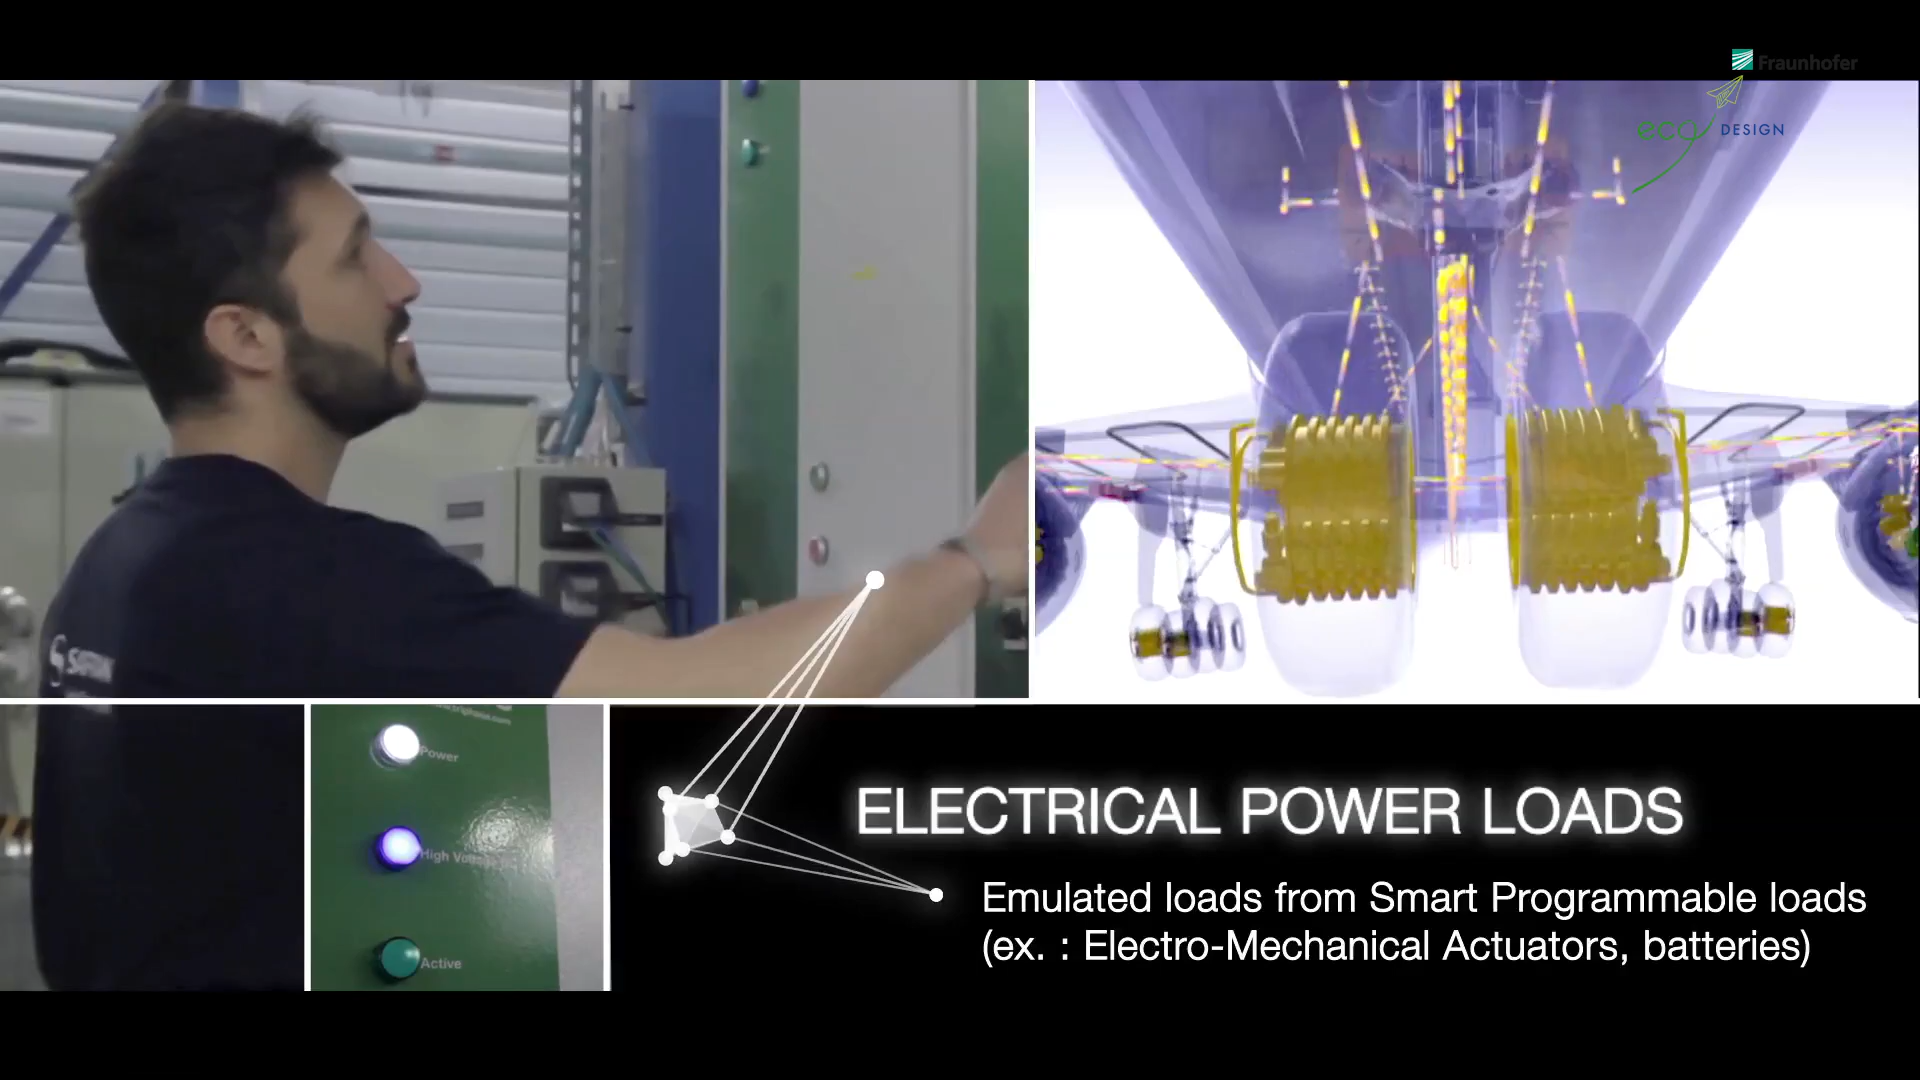 Fraunhofer
eco DESIGN
Power
High
Active
ELECTRICAL POWER LOADS
Emulated loads from Smart Programmable loads
(ex. : Electro-Mechanical Actuators, batteries)